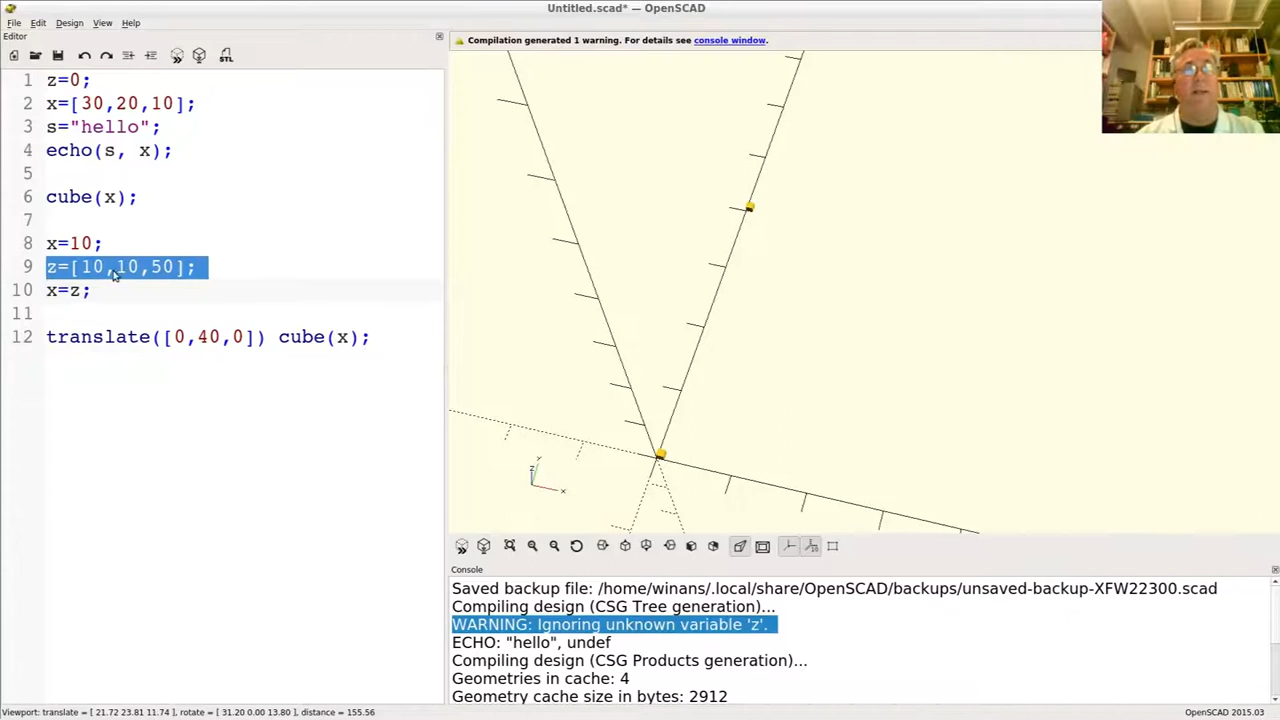 Untitled.scad* — OpenSCAD
File Edit Design View Help
Editor
STL
Compilation generated 1 warning. For details see console window.
1 z=0;
2 x=[30,20,10];
3 s="hello";
4 echo(s, x);
5
6 cube(x);
7
8 x=10;
9 z=[10,10,50];
10 x=z;
11
12 translate([0,40,0]) cube(x);
z y x
Console
Saved backup file: /home/winans/.local/share/OpenSCAD/backups/unsaved-backup-XFW22300.scad
Compiling design (CSG Tree generation)...
WARNING: Ignoring unknown variable 'z'.
ECHO: "hello", undef
Compiling design (CSG Products generation)...
Geometries in cache: 4
Geometry cache size in bytes: 2912
Viewport: translate = [ 21.72 23.81 11.74 ], rotate = [ 31.20 0.00 13.80 ], distance = 155.56
OpenSCAD 2015.03